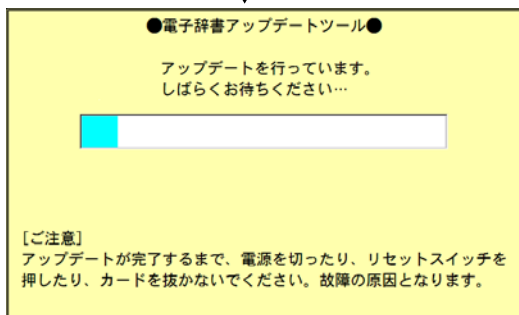 ●電子辞書アップデートツール●
アップデートを行っています。
しばらくお待ちください…
[ご注意]
アップデートが完了するまで、電源を切ったり、リセットスイッチを
押したり、カードを抜かないでください。故障の原因となります。